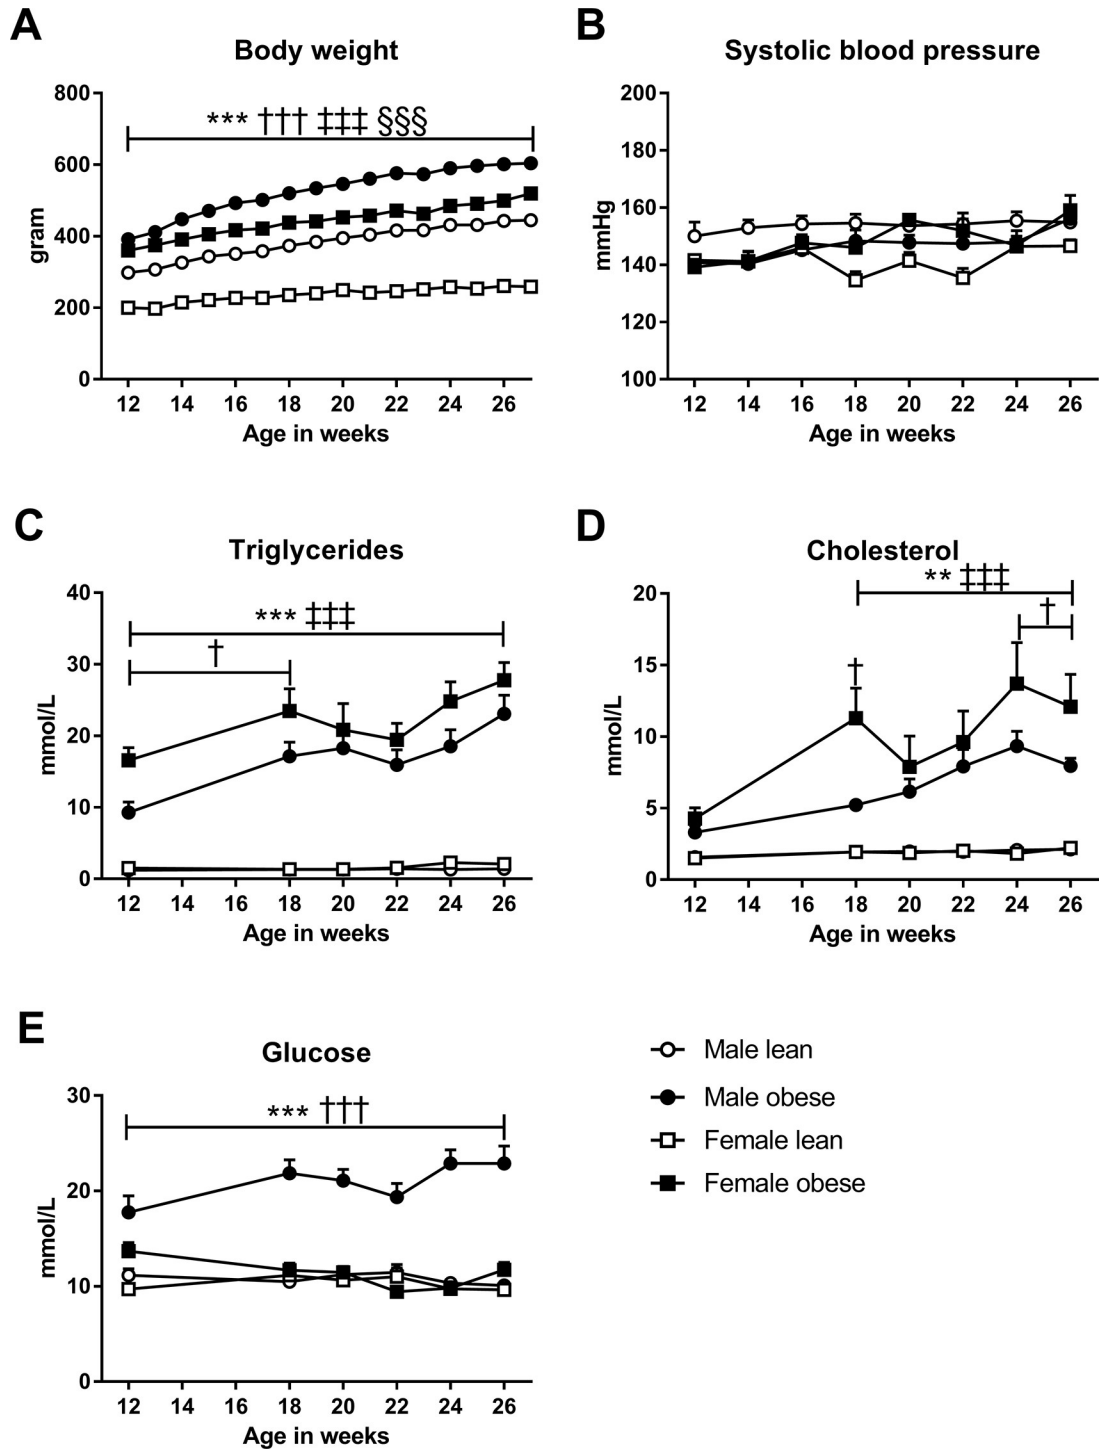 A
Body weight
800
600
400
200
0
gram
*** ††† ‡‡‡ §§§
12 14 16 18 20 22 24 26
Age in weeks
B
Systolic blood pressure
200
180
160
140
120
100
mmHg
12 14 16 18 20 22 24 26
Age in weeks
C
Triglycerides
40
30
20
10
0
mmol/L
*** ‡‡‡
†
12 14 16 18 20 22 24 26
Age in weeks
D
Cholesterol
20
15
10
5
0
mmol/L
** ‡‡‡
†
†
12 14 16 18 20 22 24 26
Age in weeks
E
Glucose
30
20
10
0
mmol/L
*** †††
12 14 16 18 20 22 24 26
Age in weeks
Male lean
Male obese
Female lean
Female obese